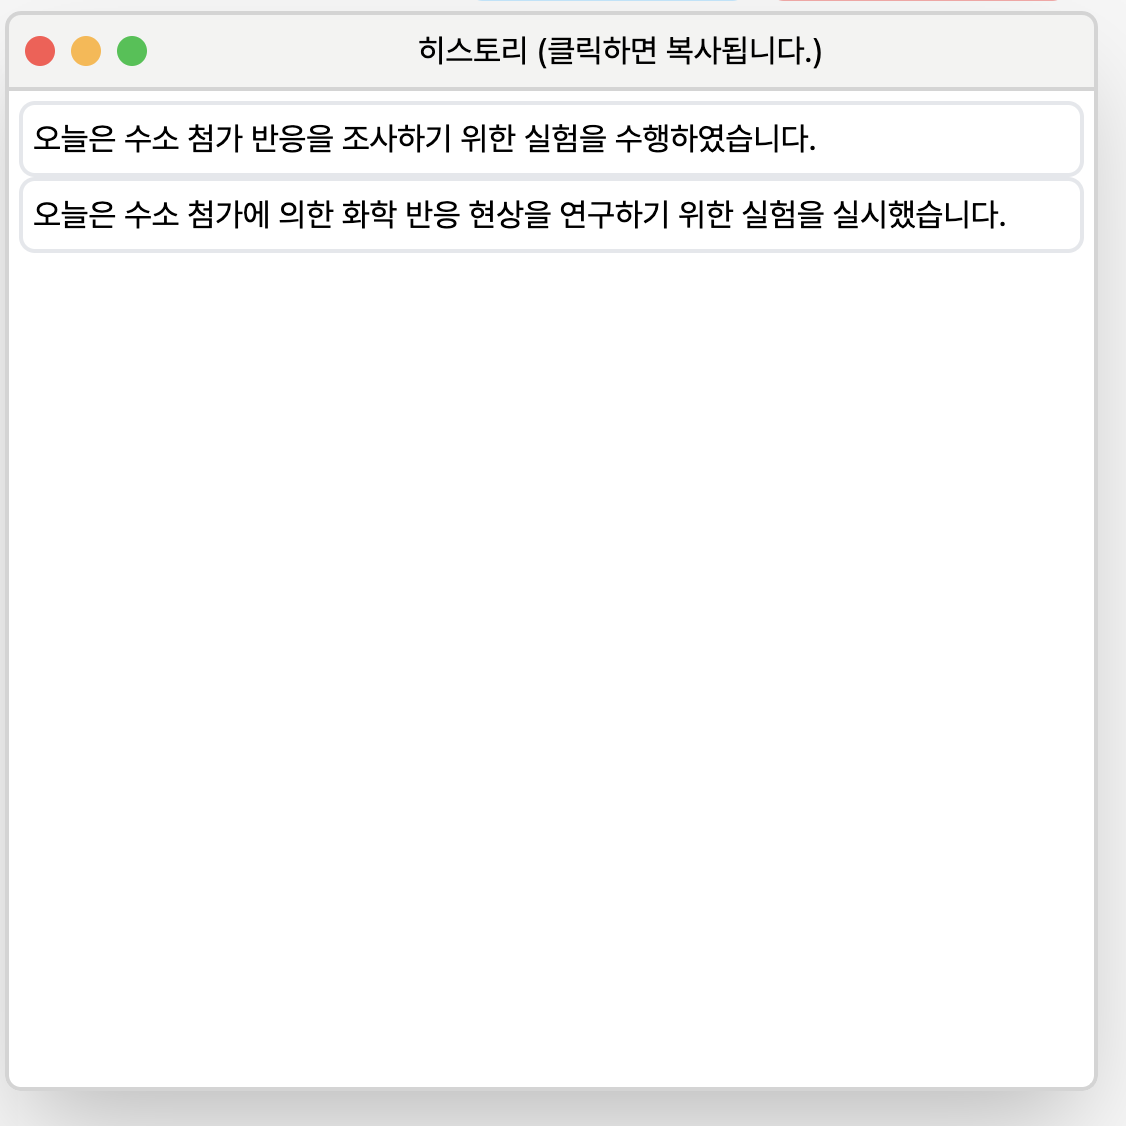 히스토리 (클릭하면 복사됩니다.)
오늘은 수소 첨가 반응을 조사하기 위한 실험을 수행하였습니다.
오늘은 수소 첨가에 의한 화학 반응 현상을 연구하기 위한 실험을 실시했습니다.